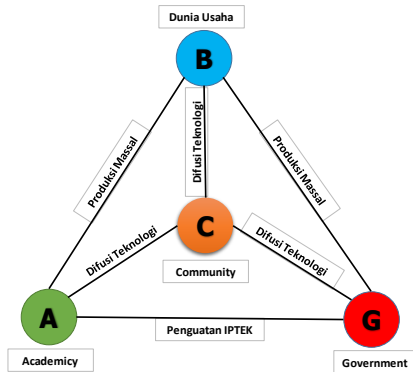 Dunia Usaha
B
Produksi Massal
Difusi Teknologi
Produksi Massal
C
Difusi Teknologi
Difusi Teknologi
Community
A
Penguatan IPTEK
G
Academicy
Government